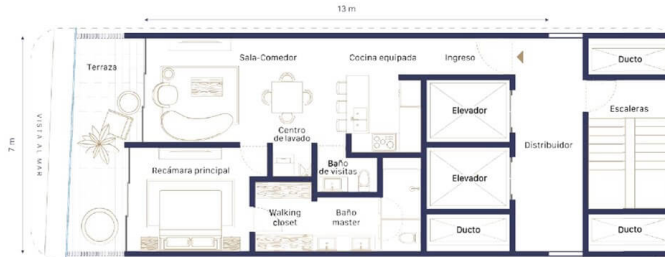 13 m
Ducto
Terraza
Sala-Comedor
Cocina equipada
Ingreso
Elevador
Escaleras
7 m
VISTA AL MAR
Centro
de lavado
Distribuidor
Recámara principal
Baño
de visitas
Elevador
Walking
closet
Baño
master
Ducto
Ducto